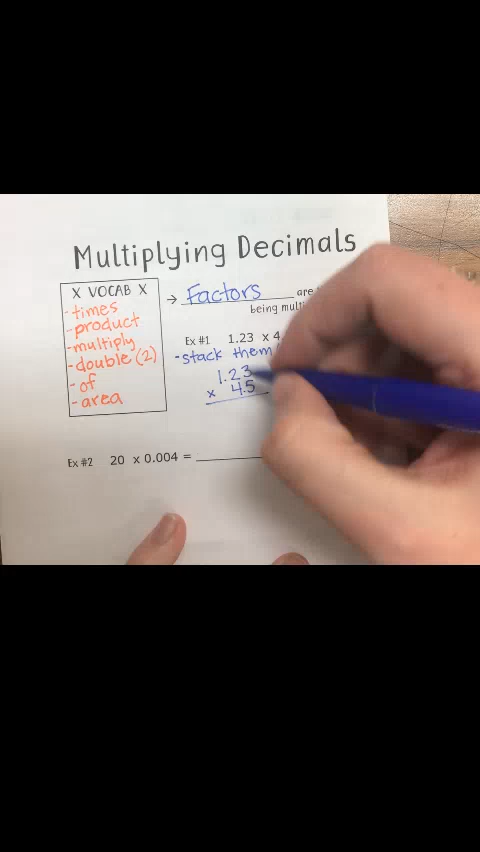 Multiplying Decimals
X VOCAB X
-times
-product
-multiply
-double (2)
-of
-area
→ Factors are
being
Ex #1 1.23 x 4
-stack them
1.23
x 4.5
Ex #2 20 x 0.004 =